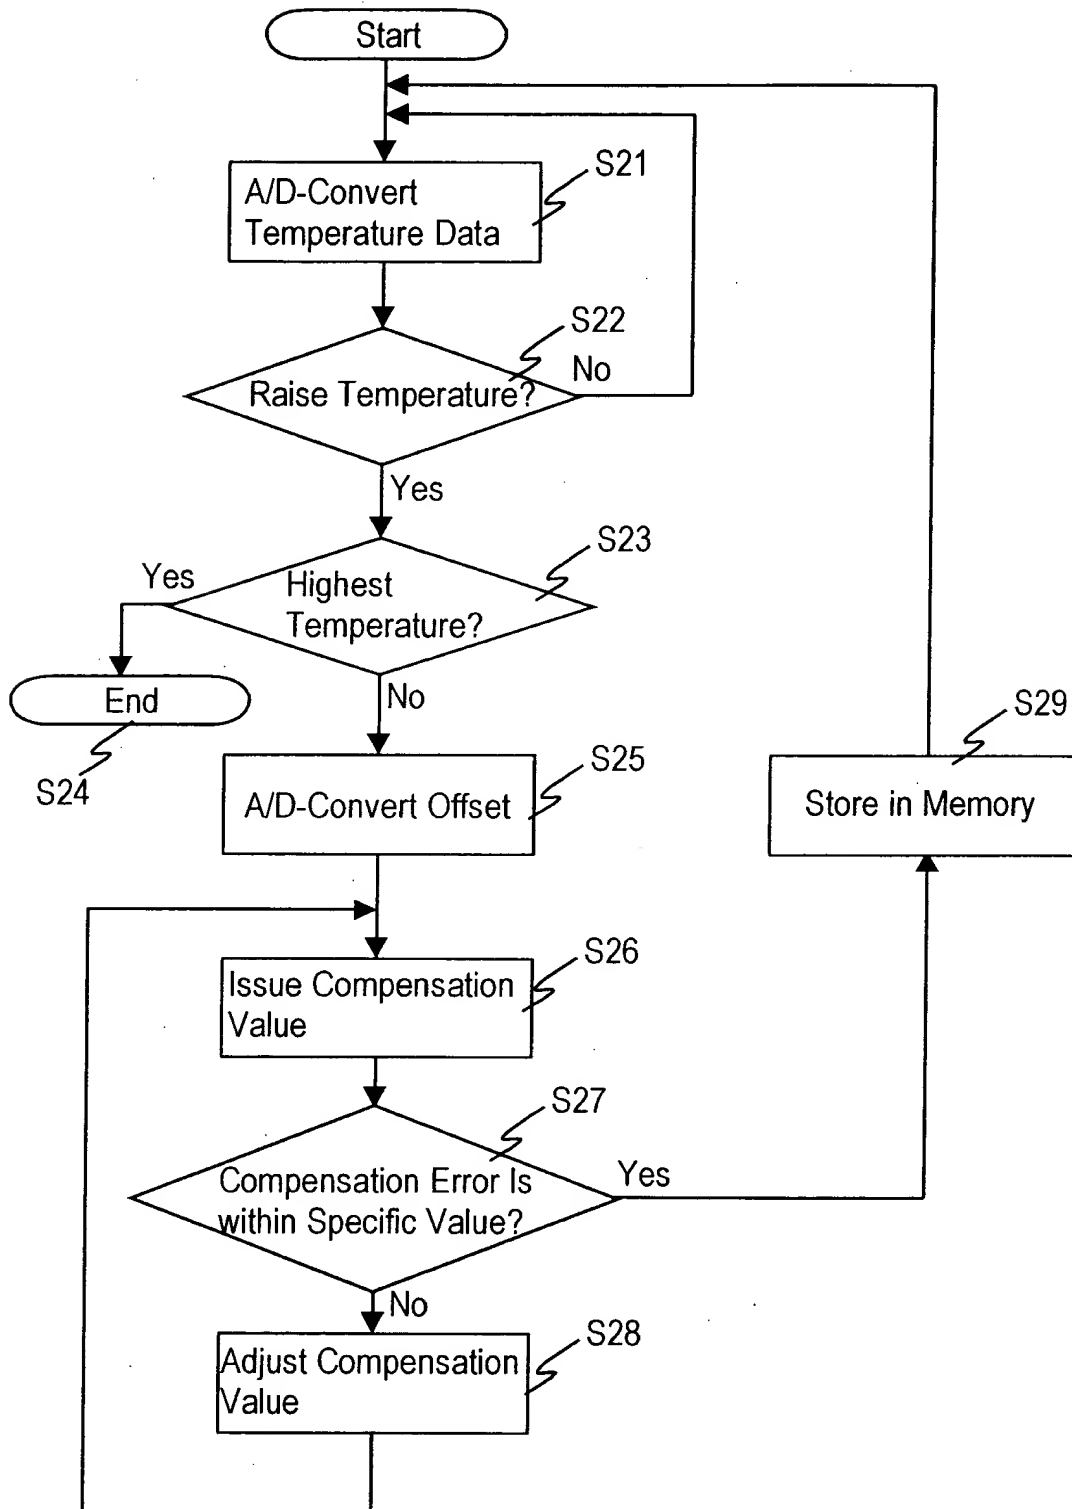 Start
S21
A/D-Convert
Temperature Data
S22
No
Raise Temperature?
Yes
S23
Yes
Highest
Temperature?
End
No
S24
S25
A/D-Convert Offset
S29
Store in Memory
S26
Issue Compensation
Value
S27
Compensation Error Is
within Specific Value?
Yes
No
S28
Adjust Compensation
Value